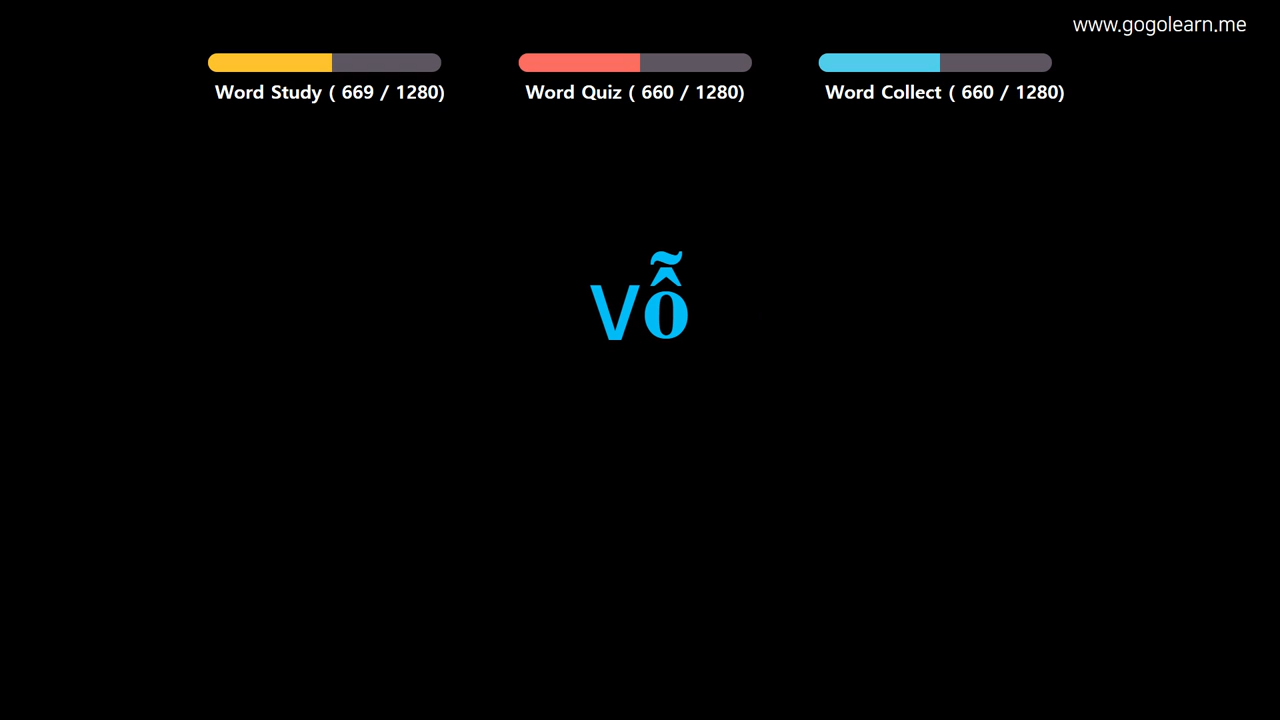 www.gogolearn.me
Word Study ( 669 / 1280)
Word Quiz ( 660 / 1280)
Word Collect ( 660 / 1280)
vỗ